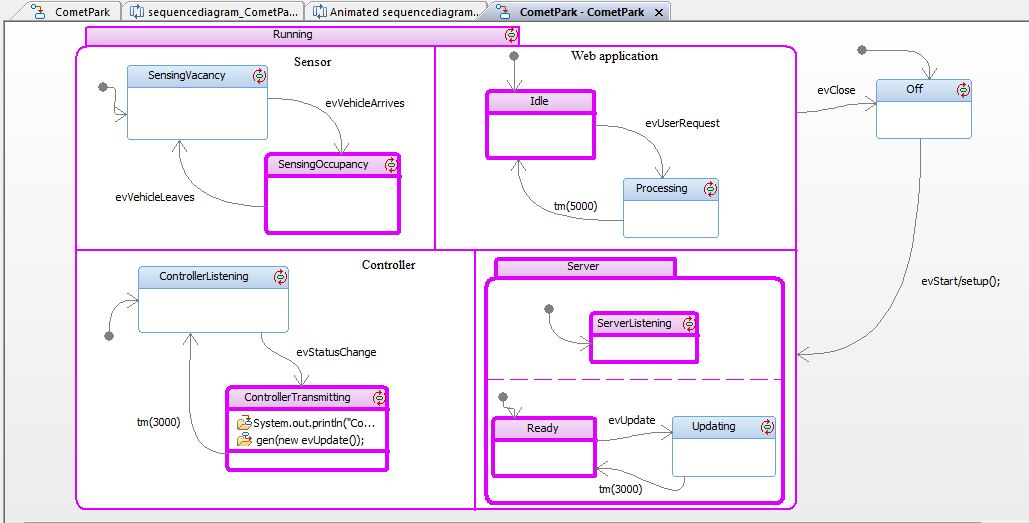 CometPark
sequencediagram_CometPa...
Animated sequencediagram...
CometPark - CometPark
Running
Sensor
Web application
SensingVacancy
evVehicleArrives
SensingOccupancy
evVehicleLeaves
Idle
evUserRequest
Processing
tm(5000)
evClose
Off
evStart/setup();
Controller
ControllerListening
evStatusChange
ControllerTransmitting
System.out.println("Co...
gen(new evUpdate());
tm(3000)
Server
ServerListening
Ready
evUpdate
Updating
tm(3000)